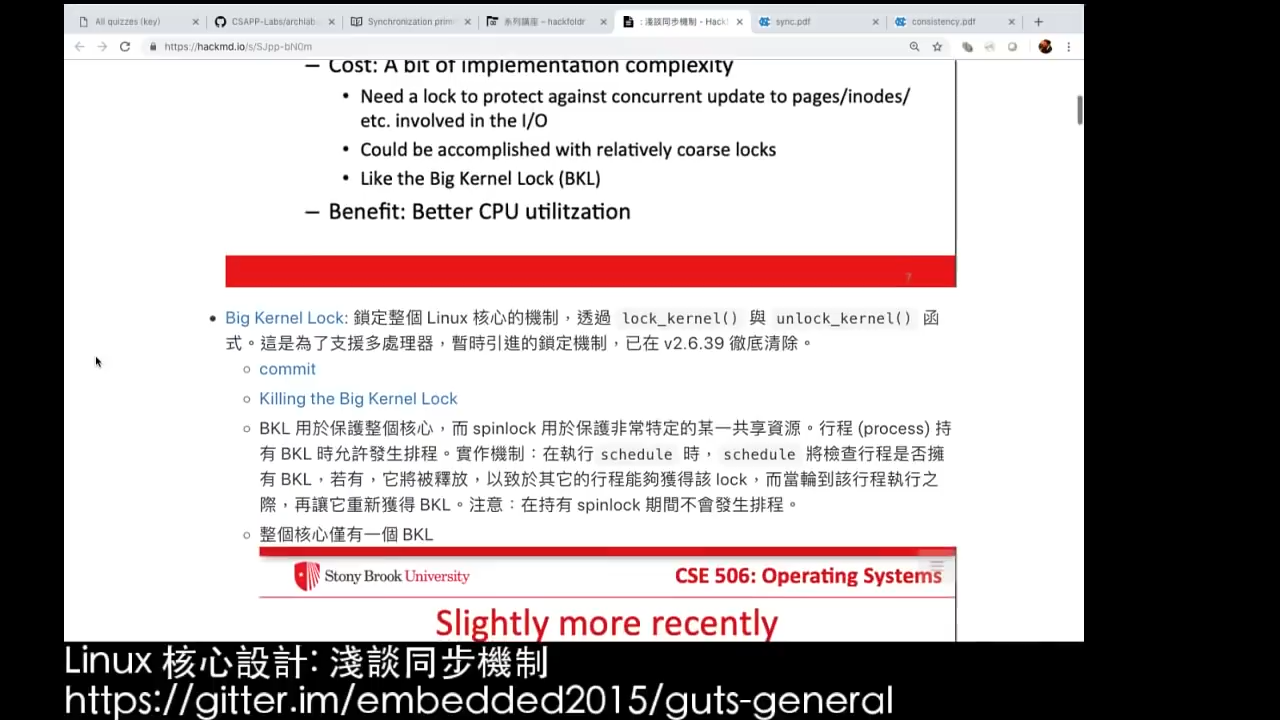 All quizzes (key)
CSAPP-Labs/archlab
Synchronization prim
系列講座 – hackfoldr
: 淺談同步機制 - Hack
sync.pdf
consistency.pdf
https://hackmd.io/s/SJpp-bN0m
– Cost: A bit of implementation complexity
• Need a lock to protect against concurrent update to pages/inodes/
etc. involved in the I/O
• Could be accomplished with relatively coarse locks
• Like the Big Kernel Lock (BKL)
– Benefit: Better CPU utilitzation
7
• Big Kernel Lock: 鎖定整個 Linux 核心的機制，透過 lock_kernel() 與 unlock_kernel() 函
式。這是為了支援多處理器，暫時引進的鎖定機制，已在 v2.6.39 徹底清除。
commit
Killing the Big Kernel Lock
BKL 用於保護整個核心，而 spinlock 用於保護非常特定的某一共享資源。行程 (process) 持
有 BKL 時允許發生排程。實作機制：在執行 schedule 時， schedule 將檢查行程是否擁
有 BKL，若有，它將被釋放，以致於其它的行程能夠獲得該 lock，而當輪到該行程執行之
際，再讓它重新獲得 BKL。注意：在持有 spinlock 期間不會發生排程。
整個核心僅有一個 BKL
Stony Brook University
CSE 506: Operating Systems
Slightly more recently
Linux 核心設計: 淺談同步機制
https://gitter.im/embedded2015/guts-general